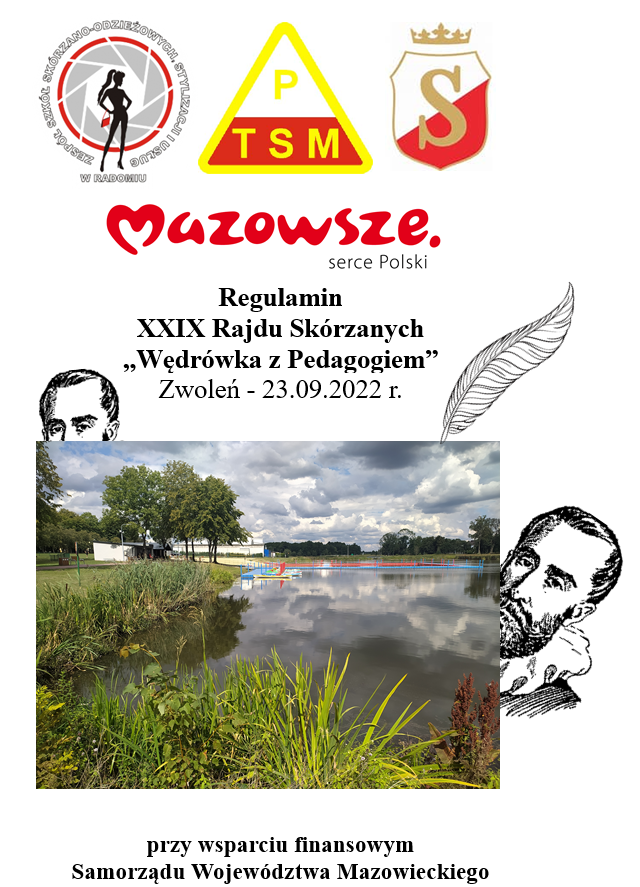 ZESPÓŁ SZKÓŁ SKÓRZANO-ODZIEŻOWYCH, STYLIZACJI I USŁUG
W RADOMIU
P
TSM
S
Mazowsze.
serce Polski
Regulamin
XXIX Rajdu Skórzanych
„Wędrówka z Pedagogiem”
Zwoleń - 23.09.2022 r.
przy wsparciu finansowym
Samorządu Województwa Mazowieckiego